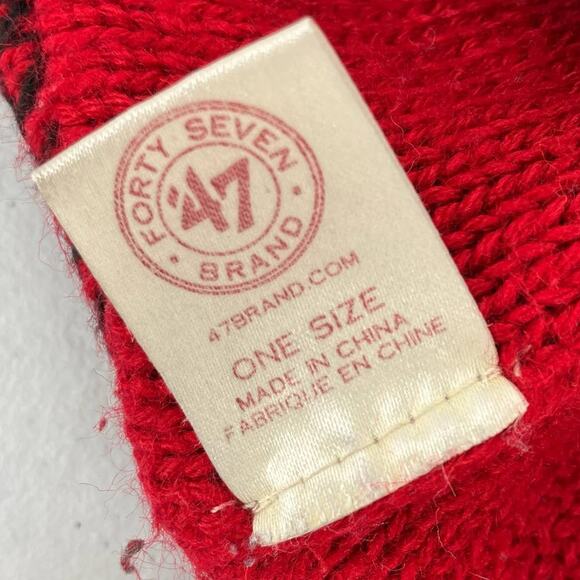 FORTY SEVEN
'47
• BRAND •
47BRAND.COM
ONE SIZE
MADE IN CHINA
FABRIQUE EN CHINE